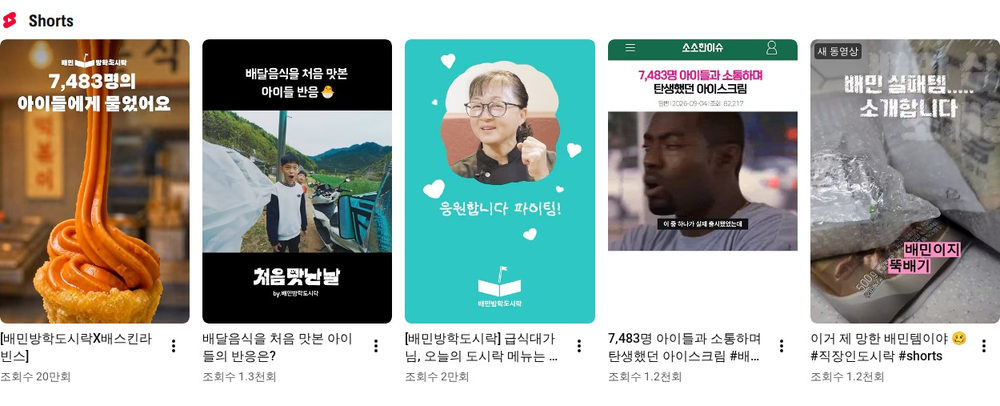 Shorts
배민방학도시락
7,483명의
아이들에게 물었어요
[배민방학도시락X배스킨라
빈스]
조회수 20만회
배달음식을 처음 맛본
아이들 반응 🐣
처음맛난날
by.배민방학도시락
배달음식을 처음 맛본 아이
들의 반응은?
조회수 1.3천회
응원합니다 파이팅!
배민방학도시락
[배민방학도시락] 급식대가
님, 오늘의 도시락 메뉴는 ...
조회수 2만회
소소한이슈
7,483명 아이들과 소통하며
탄생했던 아이스크림
2026-09-04 | 조회 82,217
이 중 하나가 실제 출시됐었는데
7,483명 아이들과 소통하며
탄생했던 아이스크림 #배...
조회수 1.2천회
새 동영상
배민 실패템.....
소개합니다
배민이지
뚝배기
500g
이거 제 망한 배민템이야 🥴
#직장인도시락 #shorts
조회수 1.2천회